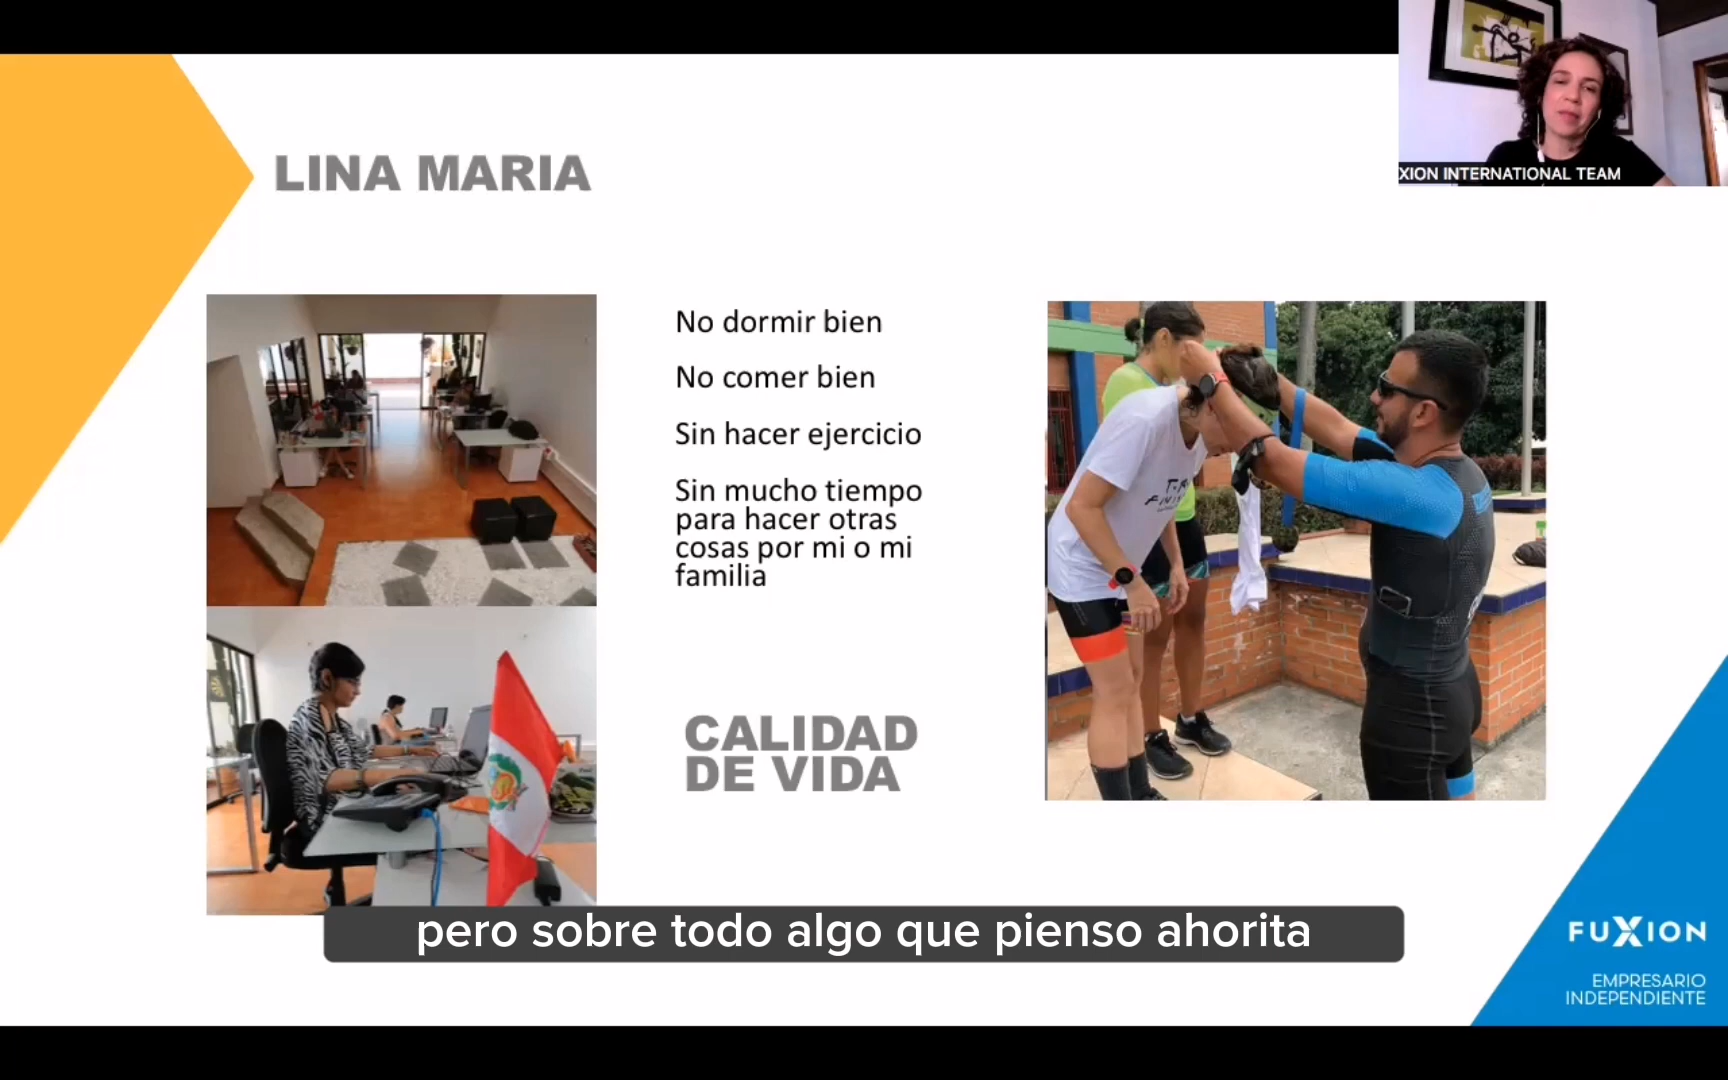 XION INTERNATIONAL TEAM
LINA MARIA
No dormir bien
No comer bien
Sin hacer ejercicio
Sin mucho tiempo
para hacer otras
cosas por mi o mi
familia
CALIDAD
DE VIDA
pero sobre todo algo que pienso ahorita
FUXION
EMPRESARIO
INDEPENDIENTE